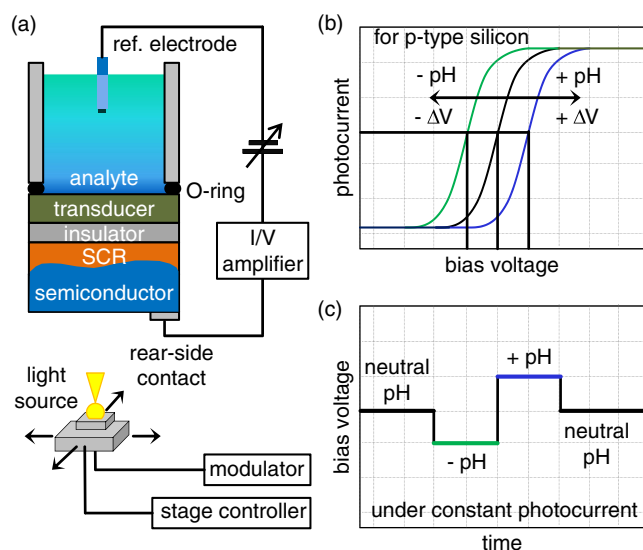 (a)
ref. electrode
analyte
O-ring
transducer
insulator
SCR
semiconductor
I/V
amplifier
rear-side
contact
light
source
modulator
stage controller
(b)
for p-type silicon
- pH
+ pH
- ΔV
+ ΔV
photocurrent
bias voltage
(c)
neutral
pH
+ pH
- pH
neutral
pH
bias voltage
under constant photocurrent
time